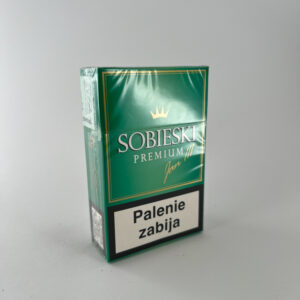 SOBIESKI
PREMIUM
Jan III
Palenie
zabija